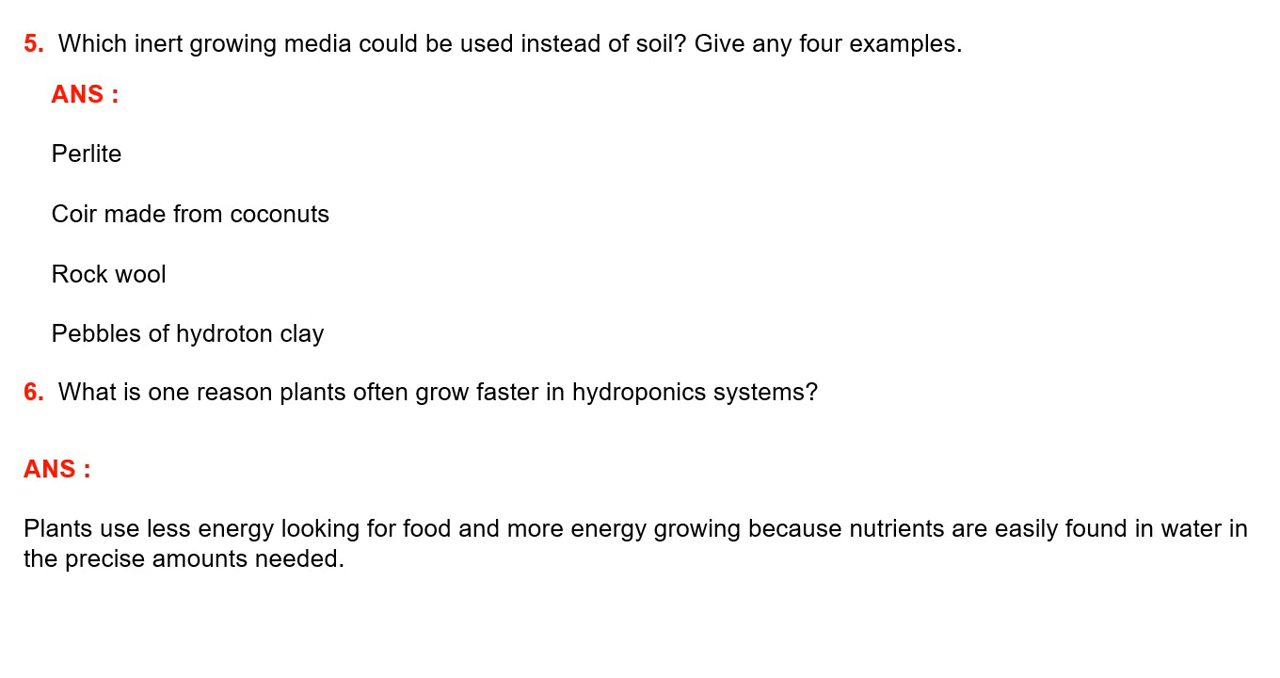 5. Which inert growing media could be used instead of soil? Give any four examples.
ANS :
Perlite
Coir made from coconuts
Rock wool
Pebbles of hydroton clay
6. What is one reason plants often grow faster in hydroponics systems?
ANS :
Plants use less energy looking for food and more energy growing because nutrients are easily found in water in
the precise amounts needed.